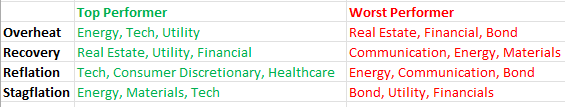 Top Performer Worst Performer
Overheat Energy, Tech, Utility Real Estate, Financial, Bond
Recovery Real Estate, Utility, Financial Communication, Energy, Materials
Reflation Tech, Consumer Discretionary, Healthcare Energy, Communication, Bond
Stagflation Energy, Materials, Tech Bond, Utility, Financials